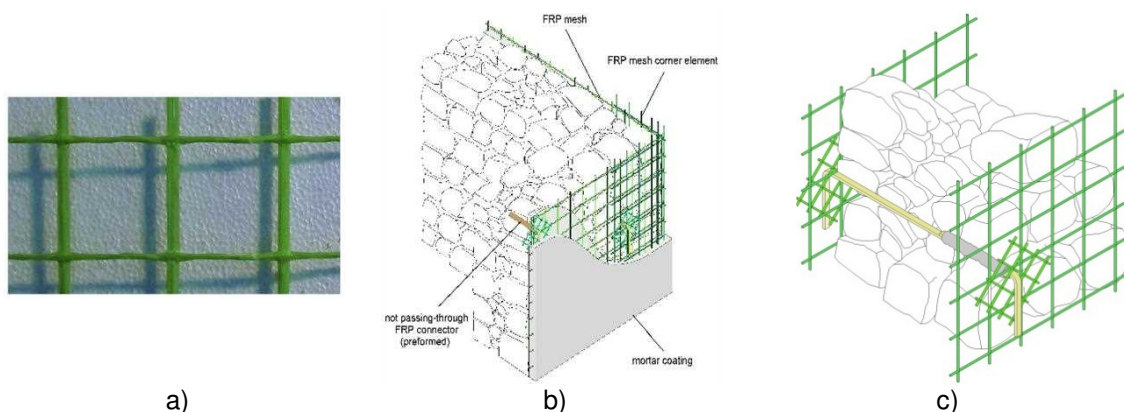 FRP mesh
FRP mesh corner element
not passing-through
FRP connector
(preformed)
mortar coating
a)
b)
c)